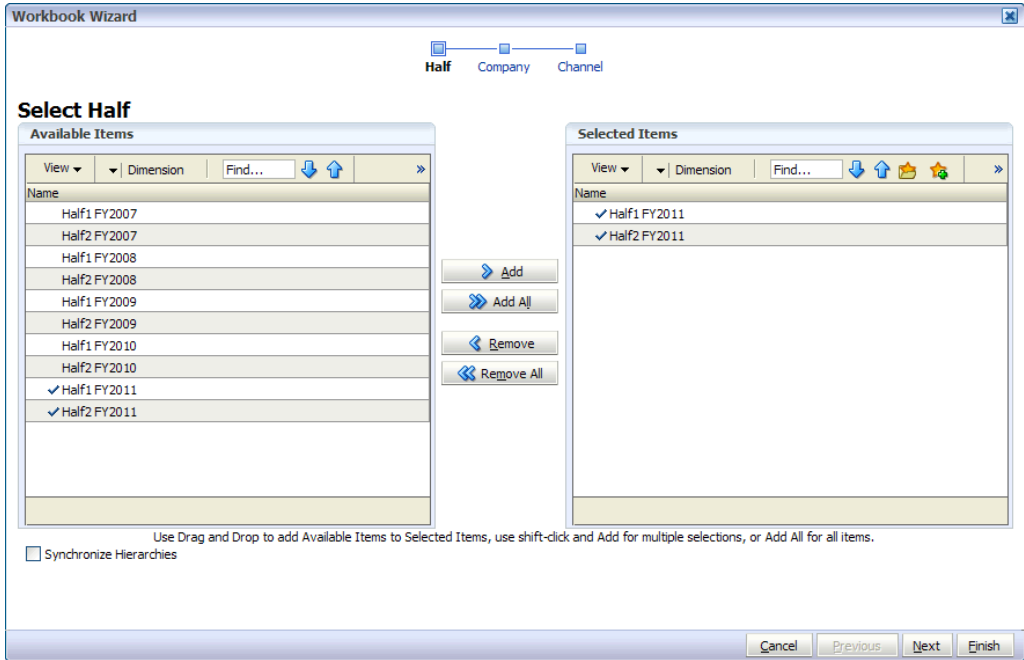 Workbook Wizard
Half Company Channel
Select Half
Available Items
View Dimension Find... »
Name
Half1 FY2007
Half2 FY2007
Half1 FY2008
Half2 FY2008
Half1 FY2009
Half2 FY2009
Half1 FY2010
Half2 FY2010
Half1 FY2011
Half2 FY2011
Add
Add All
Remove
Remove All
Selected Items
View Dimension Find... »
Name
Half1 FY2011
Half2 FY2011
Use Drag and Drop to add Available Items to Selected Items, use shift-click and Add for multiple selections, or Add All for all items.
Synchronize Hierarchies
Cancel Previous Next Finish